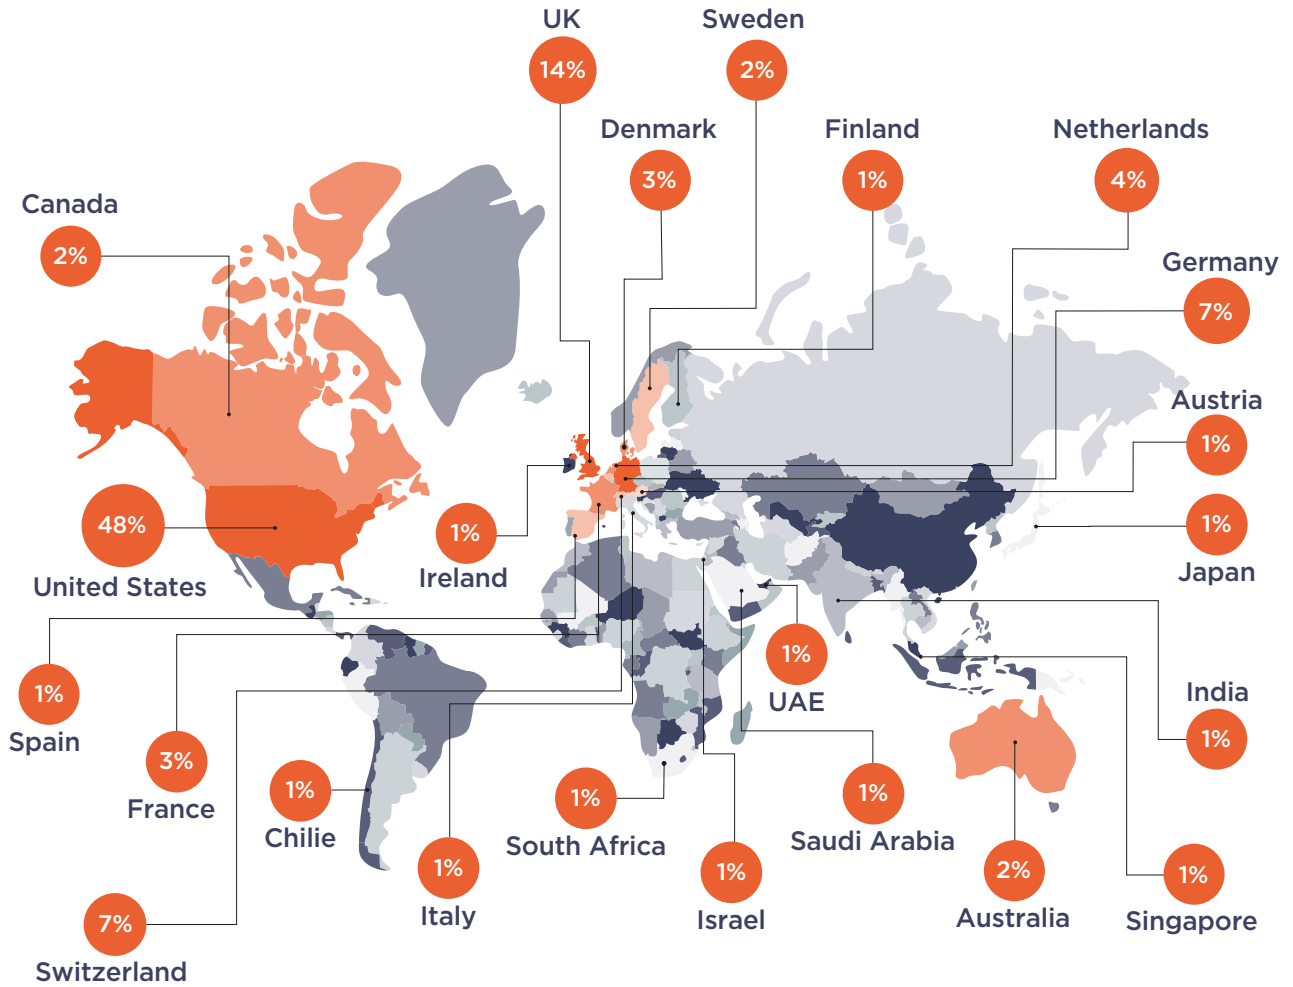 UK
14%
Sweden
2%
Denmark
3%
Finland
1%
Netherlands
4%
Canada
2%
Germany
7%
Austria
1%
48%
United States
1%
Ireland
1%
Japan
1%
Spain
3%
France
1%
Chilie
1%
Italy
7%
Switzerland
1%
South Africa
1%
UAE
1%
Saudi Arabia
1%
Israel
2%
Australia
India
1%
1%
Singapore